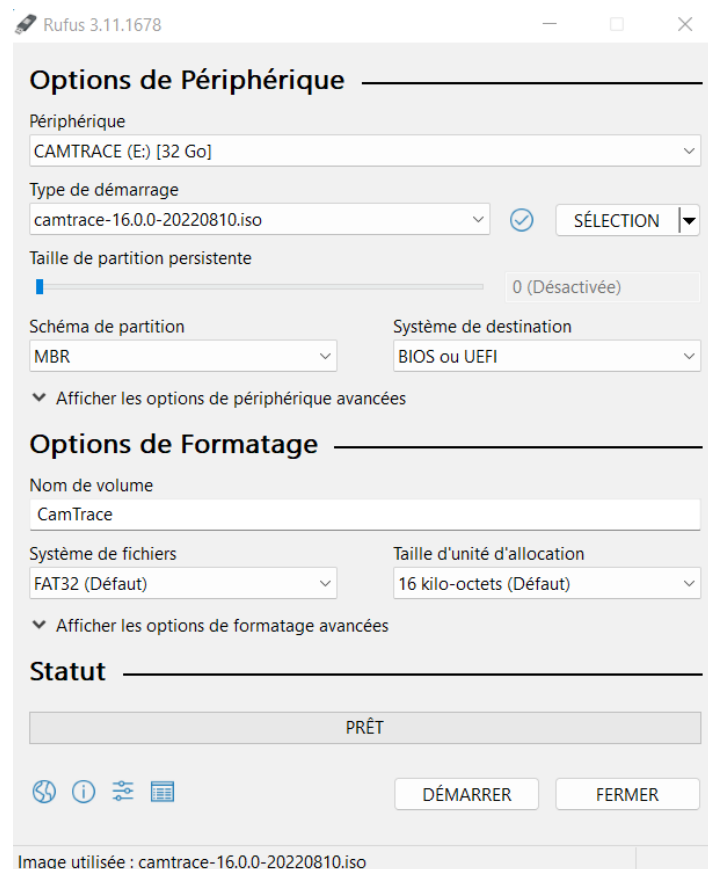 Rufus 3.11.1678
Options de Périphérique
Périphérique
CAMTRACE (E:) [32 Go]
Type de démarrage
camtrace-16.0.0-20220810.iso
SÉLECTION
Taille de partition persistente
0 (Désactivée)
Schéma de partition
Système de destination
MBR
BIOS ou UEFI
Afficher les options de périphérique avancées
Options de Formatage
Nom de volume
CamTrace
Système de fichiers
Taille d'unité d'allocation
FAT32 (Défaut)
16 kilo-octets (Défaut)
Afficher les options de formatage avancées
Statut
PRÊT
DÉMARRER
FERMER
Image utilisée : camtrace-16.0.0-20220810.iso